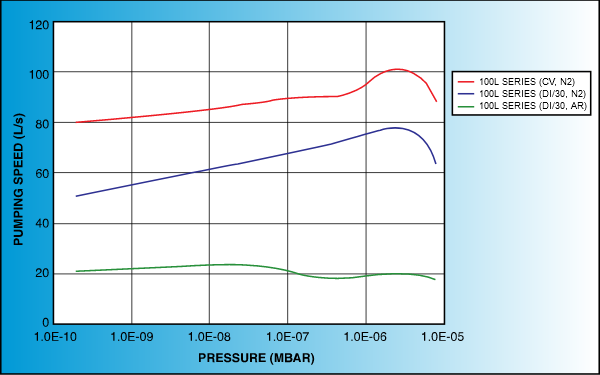 120
100
80
60
40
20
0
PUMPING SPEED (L/s)
1.0E-10 1.0E-09 1.0E-08 1.0E-07 1.0E-06 1.0E-05
PRESSURE (MBAR)
100L SERIES (CV, N2)
100L SERIES (DI/30, N2)
100L SERIES (DI/30, AR)